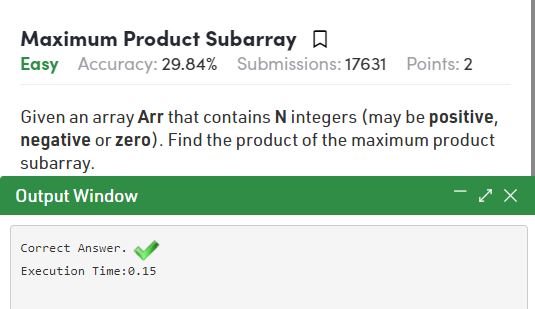 Maximum Product Subarray
Easy Accuracy: 29.84% Submissions: 17631 Points: 2
Given an array Arr that contains N integers (may be positive,
negative or zero). Find the product of the maximum product
subarray.
Output Window
Correct Answer.
Execution Time:0.15